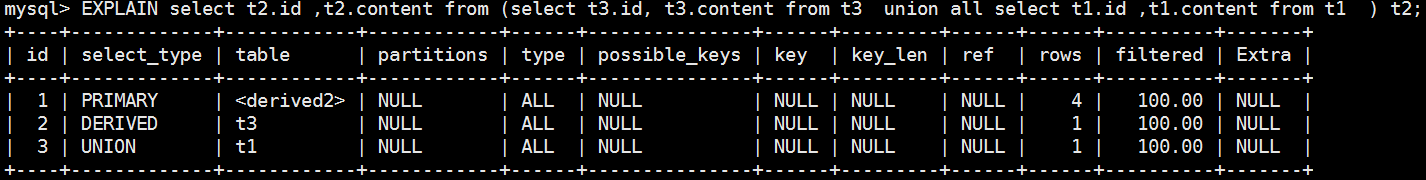 mysql> EXPLAIN select t2.id ,t2.content from (select t3.id, t3.content from t3  union all select t1.id ,t1.content from t1  ) t2;
+----+-------------+------------+------------+------+---------------+------+---------+------+------+----------+-------+
| id | select_type | table      | partitions | type | possible_keys | key  | key_len | ref  | rows | filtered | Extra |
+----+-------------+------------+------------+------+---------------+------+---------+------+------+----------+-------+
|  1 | PRIMARY     | <derived2> | NULL       | ALL  | NULL          | NULL | NULL    | NULL |    4 |   100.00 | NULL  |
|  2 | DERIVED     | t3         | NULL       | ALL  | NULL          | NULL | NULL    | NULL |    1 |   100.00 | NULL  |
|  3 | UNION       | t1         | NULL       | ALL  | NULL          | NULL | NULL    | NULL |    1 |   100.00 | NULL  |
+----+-------------+------------+------------+------+---------------+------+---------+------+------+----------+-------+